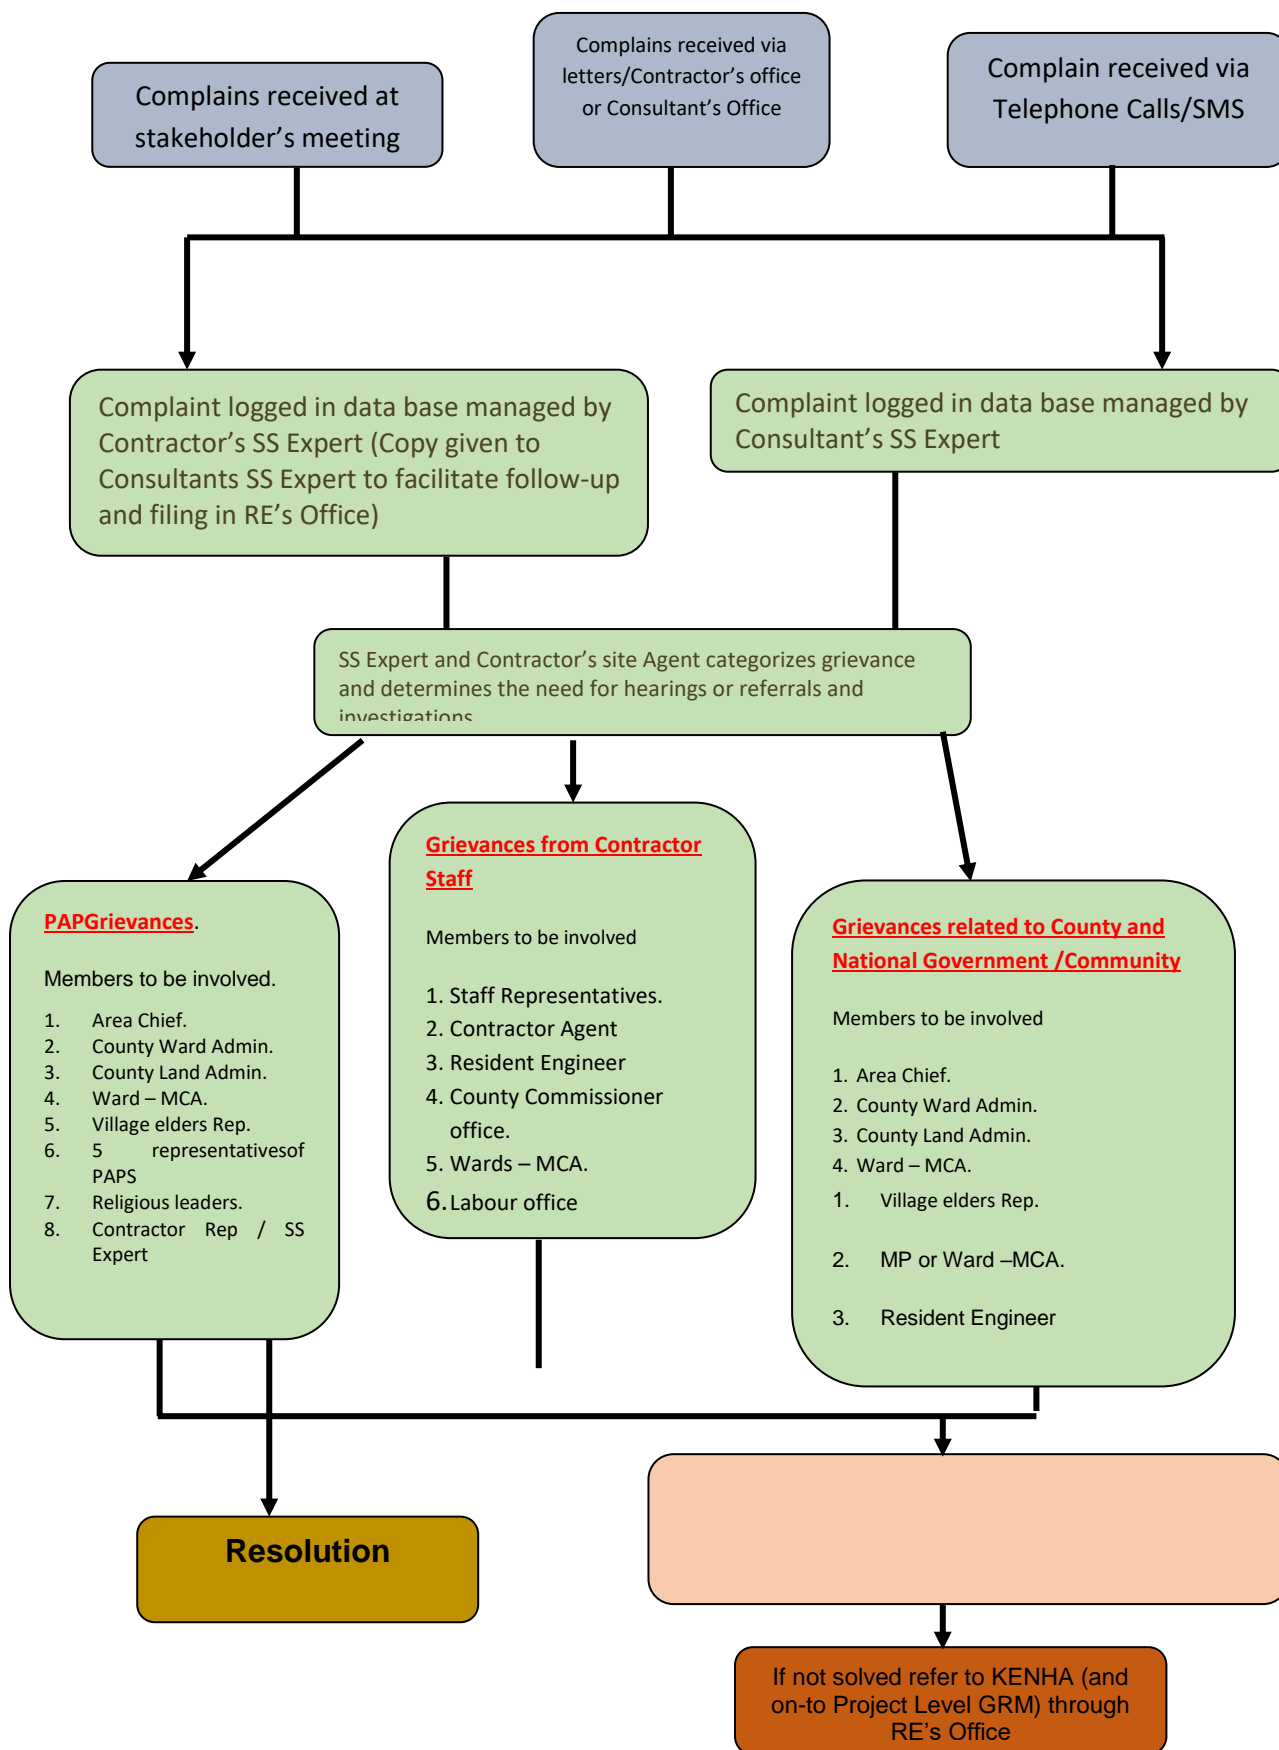 Complains received at
stakeholder’s meeting
Complains received via
letters/Contractor’s office
or Consultant’s Office
Complain received via
Telephone Calls/SMS
Complaint logged in data base managed by
Contractor’s SS Expert (Copy given to
Consultants SS Expert to facilitate follow-up
and filing in RE’s Office)
Complaint logged in data base managed by
Consultant’s SS Expert
SS Expert and Contractor’s site Agent categorizes grievance
and determines the need for hearings or referrals and
investigations
PAPGrievances.
Members to be involved.
1. Area Chief.
2. County Ward Admin.
3. County Land Admin.
4. Ward – MCA.
5. Village elders Rep.
6. 5 representativesof
PAPS
7. Religious leaders.
8. Contractor Rep / SS
Expert
Grievances from Contractor
Staff
Members to be involved
1. Staff Representatives.
2. Contractor Agent
3. Resident Engineer
4. County Commissioner
office.
5. Wards – MCA.
6. Labour office
Grievances related to County and
National Government /Community
Members to be involved
1. Area Chief.
2. County Ward Admin.
3. County Land Admin.
4. Ward – MCA.
1. Village elders Rep.
2. MP or Ward –MCA.
3. Resident Engineer
Resolution
If not solved refer to KENHA (and
on-to Project Level GRM) through
RE’s Office